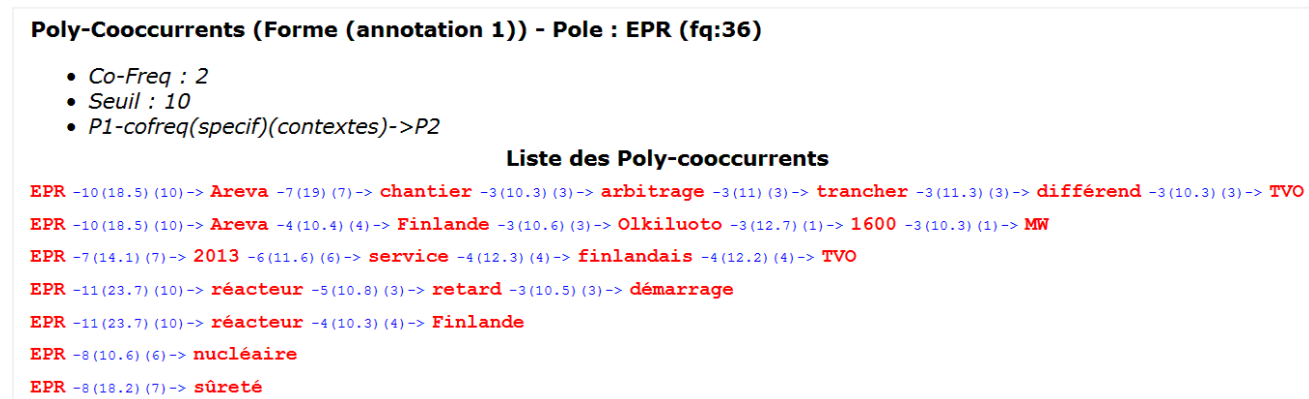 Poly-Cooccurrents (Forme (annotation 1)) - Pole : EPR (fq:36)
• Co-Freq : 2
• Seuil : 10
• P1-cofreq(specif)(contextes)->P2
Liste des Poly-cooccurrents
EPR -10(18.5)(10)-> Areva -7(19)(7)-> chantier -3(10.3)(3)-> arbitrage -3(11)(3)-> trancher -3(11.3)(3)-> différend -3(10.3)(3)-> TVO
EPR -10(18.5)(10)-> Areva -4(10.4)(4)-> Finlande -3(10.6)(3)-> Olkiluoto -3(12.7)(1)-> 1600 -3(10.3)(1)-> MW
EPR -7(14.1)(7)-> 2013 -6(11.6)(6)-> service -4(12.3)(4)-> finlandais -4(12.2)(4)-> TVO
EPR -11(23.7)(10)-> réacteur -5(10.8)(3)-> retard -3(10.5)(3)-> démarrage
EPR -11(23.7)(10)-> réacteur -4(10.3)(4)-> Finlande
EPR -8(10.6)(6)-> nucléaire
EPR -8(18.2)(7)-> sûreté